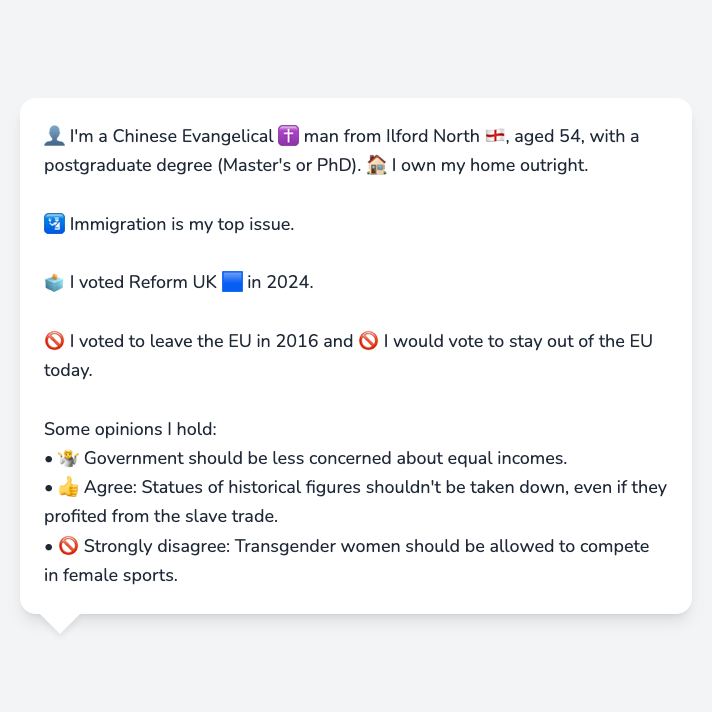 👤 I'm a Chinese Evangelical ✝️ man from Ilford North 🏴󠁧󠁢󠁥󠁮󠁧󠁿, aged 54, with a
postgraduate degree (Master's or PhD). 🏠 I own my home outright.
🛂 Immigration is my top issue.
🗳️ I voted Reform UK 🟦 in 2024.
🚫 I voted to leave the EU in 2016 and 🚫 I would vote to stay out of the EU
today.
Some opinions I hold:
• 🤷 Government should be less concerned about equal incomes.
• 👍 Agree: Statues of historical figures shouldn't be taken down, even if they
profited from the slave trade.
• 🚫 Strongly disagree: Transgender women should be allowed to compete
in female sports.